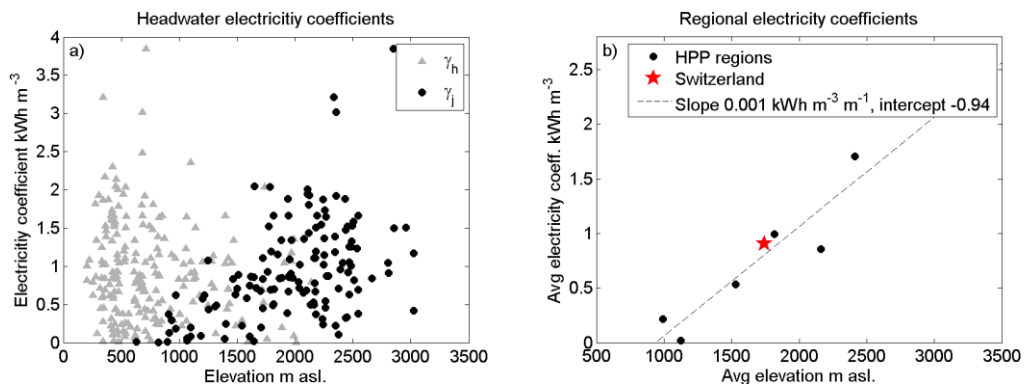 Headwater electricitiy coefficients
a)
γh
γj
Electricitiy coefficient kWh m-3
4
3.5
3
2.5
2
1.5
1
0.5
0
0 500 1000 1500 2000 2500 3000 3500
Elevation m asl.
Regional electricity coefficients
b)
HPP regions
Switzerland
Slope 0.001 kWh m-3 m-1, intercept -0.94
Avg electricity coeff. kWh m-3
2.5
2
1.5
1
0.5
0
500 1000 1500 2000 2500 3000 3500
Avg elevation m asl.